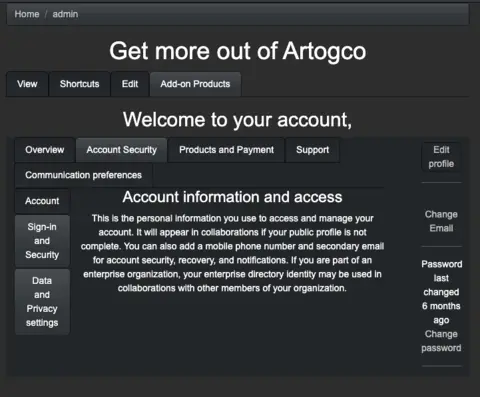 Home / admin
Get more out of Artogco
View Shortcuts Edit Add-on Products
Welcome to your account,
Overview Account Security Products and Payment Support
Communication preferences
Account
Sign-in
and
Security
Data
and
Privacy
settings
Account information and access
This is the personal information you use to access and manage your
account. It will appear in collaborations if your public profile is not
complete. You can also add a mobile phone number and secondary email
for account security, recovery, and notifications. If you are part of an
enterprise organization, your enterprise directory identity may be used in
collaborations with other members of your organization.
Edit
profile
Change
Email
Password
last
changed
6 months
ago
Change
password